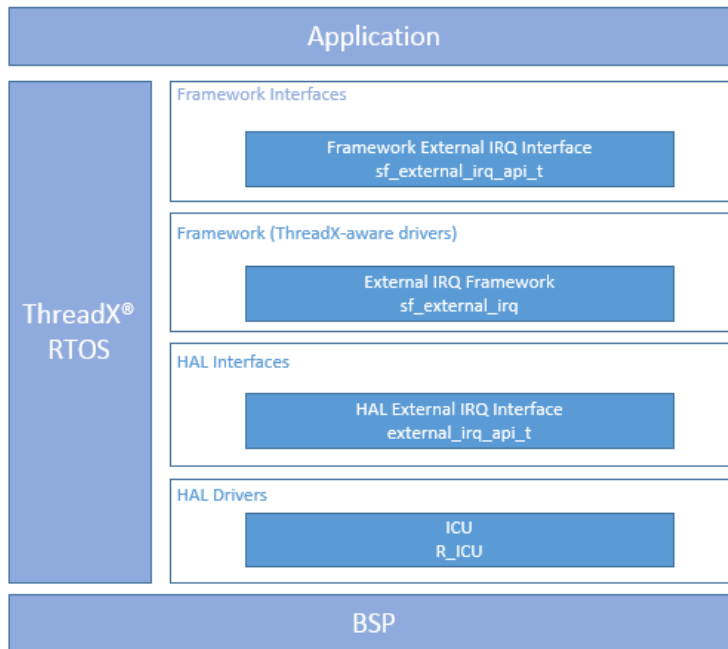 Application
ThreadX®
RTOS
Framework Interfaces
Framework External IRQ Interface
sf_external_irq_api_t
Framework (ThreadX-aware drivers)
External IRQ Framework
sf_external_irq
HAL Interfaces
HAL External IRQ Interface
external_irq_api_t
HAL Drivers
ICU
R_ICU
BSP